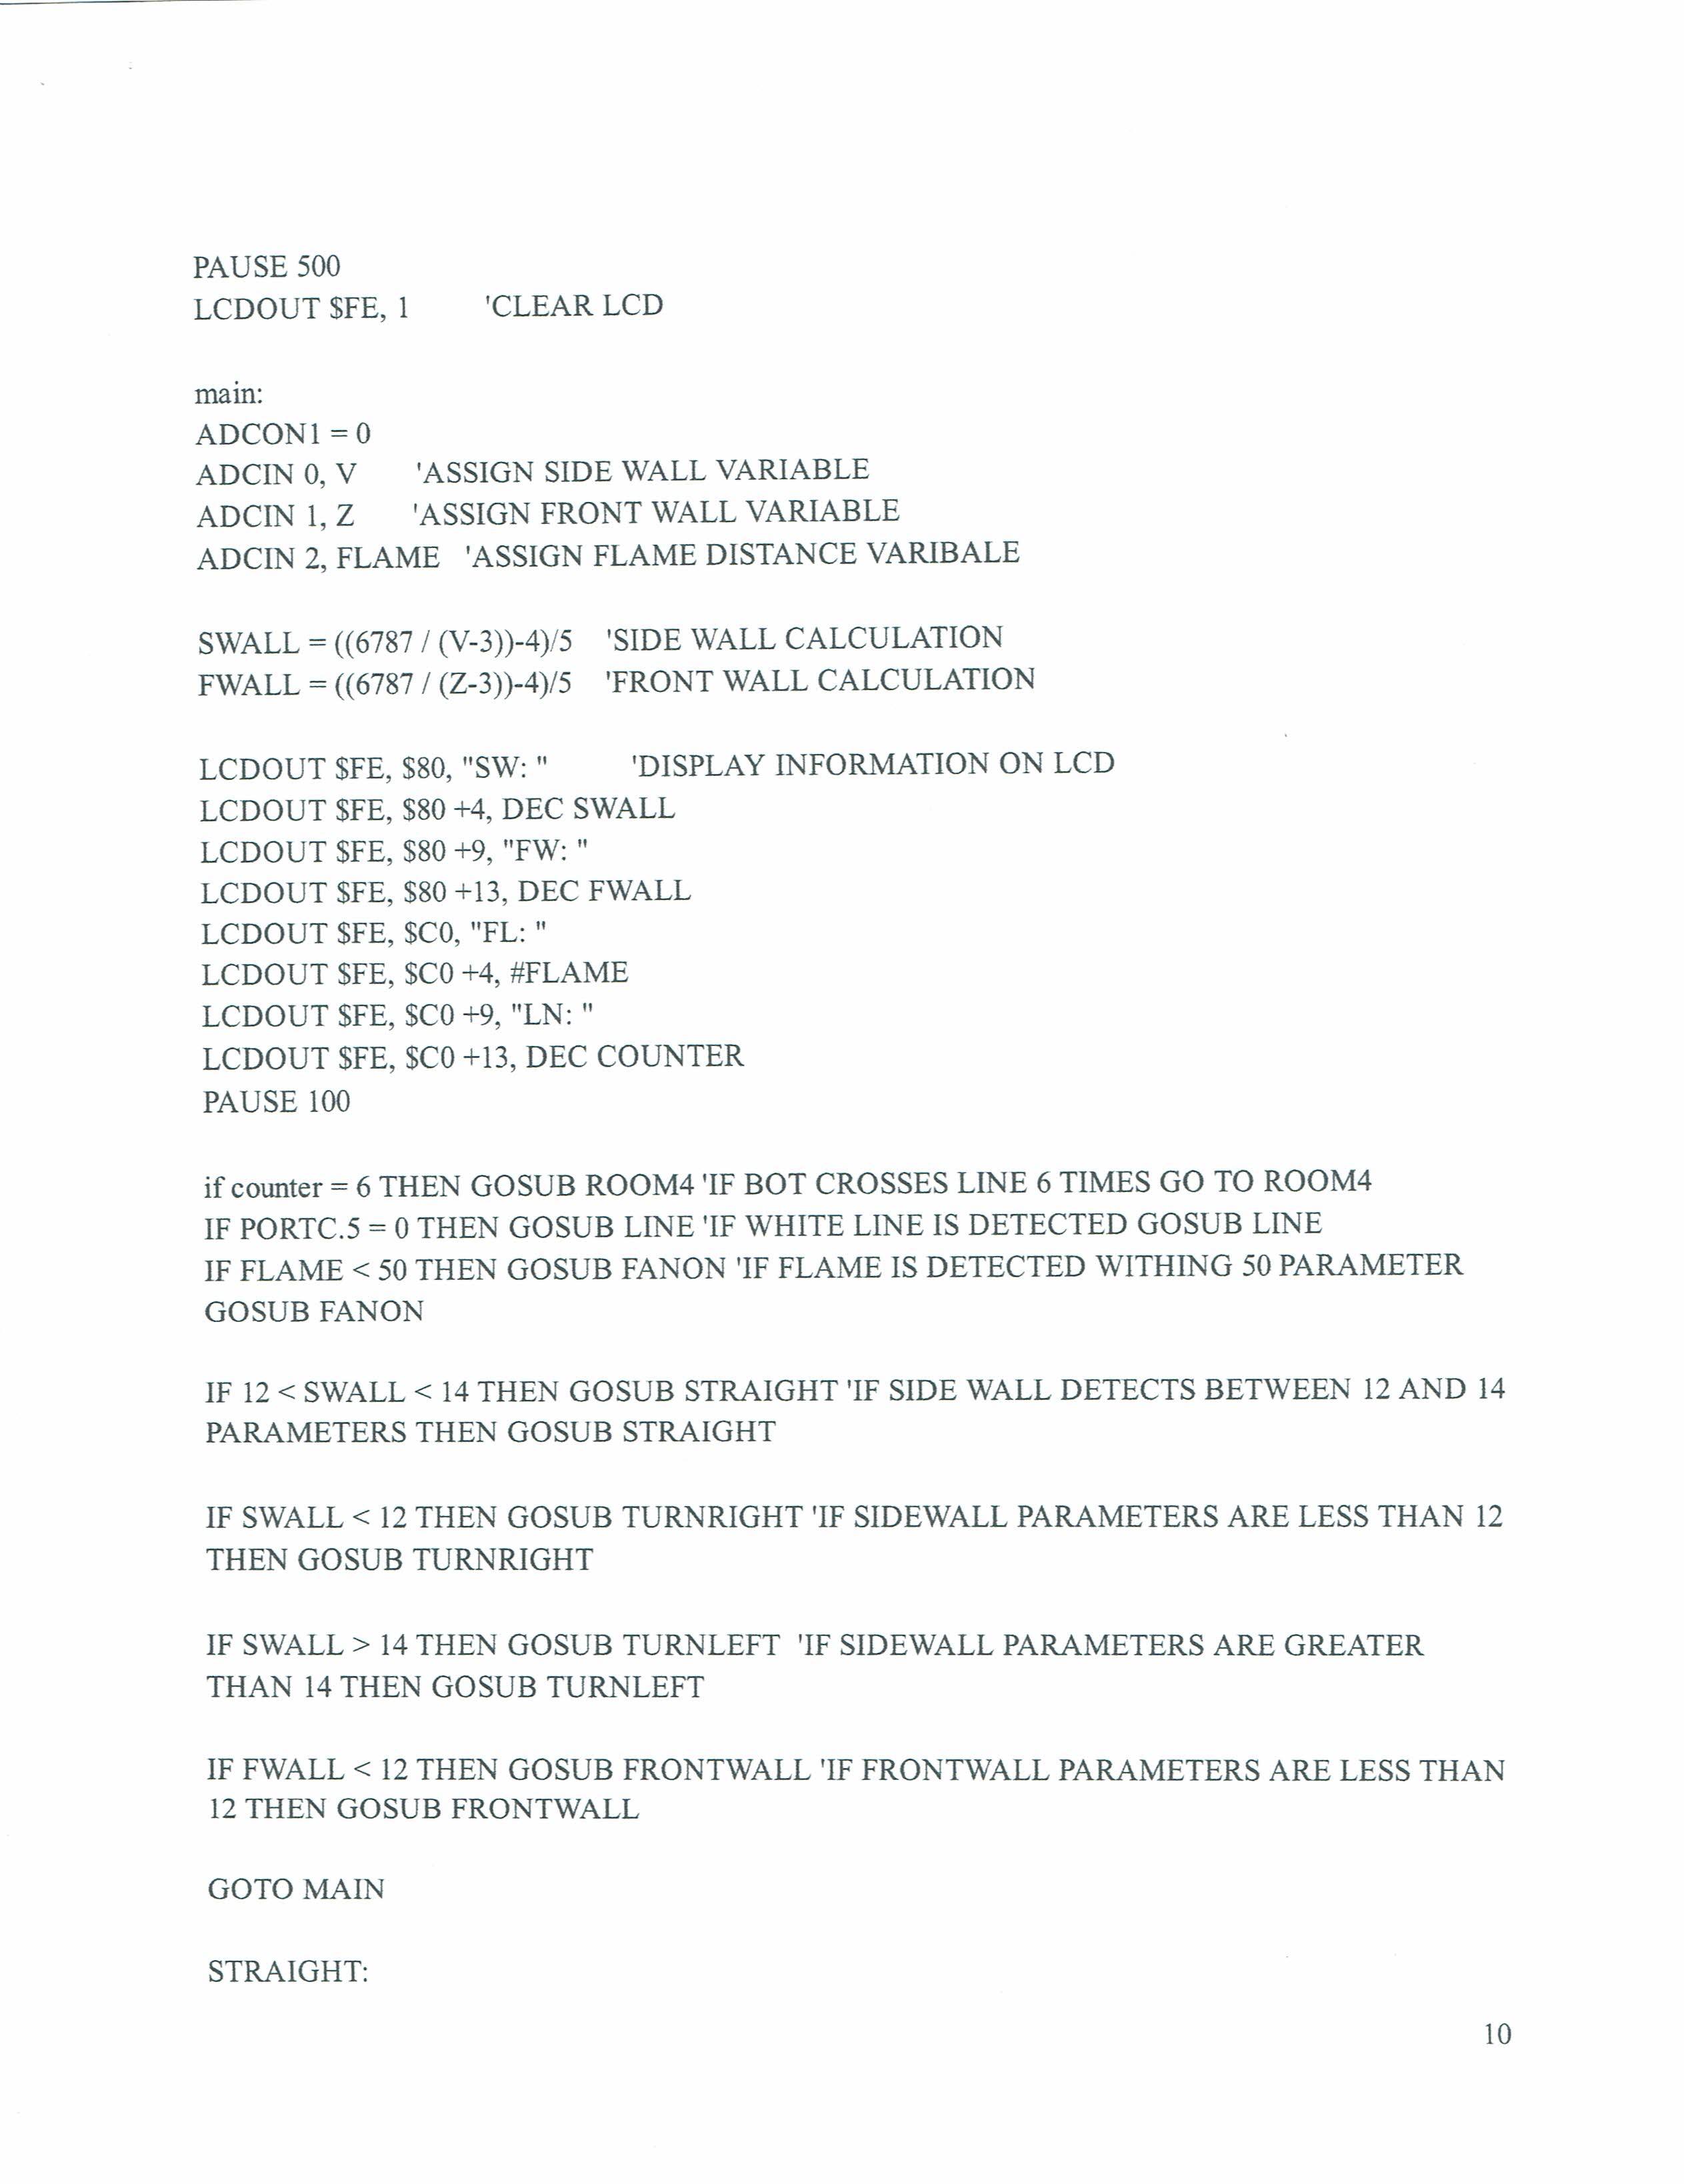 PAUSE 500
LCDOUT $FE, 1 'CLEAR LCD
main:
ADCON1 = 0
ADCIN 0, V 'ASSIGN SIDE WALL VARIABLE
ADCIN 1, Z 'ASSIGN FRONT WALL VARIABLE
ADCIN 2, FLAME 'ASSIGN FLAME DISTANCE VARIBALE
SWALL = ((6787 / (V-3))-4)/5 'SIDE WALL CALCULATION
FWALL = ((6787 / (Z-3))-4)/5 'FRONT WALL CALCULATION
LCDOUT $FE, $80, "SW: " 'DISPLAY INFORMATION ON LCD
LCDOUT $FE, $80 +4, DEC SWALL
LCDOUT $FE, $80 +9, "FW: "
LCDOUT $FE, $80 +13, DEC FWALL
LCDOUT $FE, $C0, "FL: "
LCDOUT $FE, $C0 +4, #FLAME
LCDOUT $FE, $C0 +9, "LN: "
LCDOUT $FE, $C0 +13, DEC COUNTER
PAUSE 100
if counter = 6 THEN GOSUB ROOM4 'IF BOT CROSSES LINE 6 TIMES GO TO ROOM4
IF PORTC.5 = 0 THEN GOSUB LINE 'IF WHITE LINE IS DETECTED GOSUB LINE
IF FLAME < 50 THEN GOSUB FANON 'IF FLAME IS DETECTED WITHING 50 PARAMETER
GOSUB FANON
IF 12 < SWALL < 14 THEN GOSUB STRAIGHT 'IF SIDE WALL DETECTS BETWEEN 12 AND 14
PARAMETERS THEN GOSUB STRAIGHT
IF SWALL < 12 THEN GOSUB TURNRIGHT 'IF SIDEWALL PARAMETERS ARE LESS THAN 12
THEN GOSUB TURNRIGHT
IF SWALL > 14 THEN GOSUB TURNLEFT 'IF SIDEWALL PARAMETERS ARE GREATER
THAN 14 THEN GOSUB TURNLEFT
IF FWALL < 12 THEN GOSUB FRONTWALL 'IF FRONTWALL PARAMETERS ARE LESS THAN
12 THEN GOSUB FRONTWALL
GOTO MAIN
STRAIGHT:
10